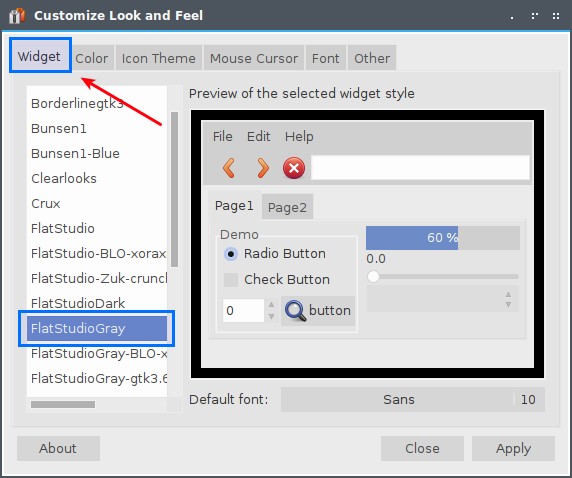 Customize Look and Feel
Widget Color Icon Theme Mouse Cursor Font Other
Preview of the selected widget style
Borderlinegtk3
Bunsen1
Bunsen1-Blue
Clearlooks
Crux
FlatStudio
FlatStudio-BLO-xorax
FlatStudio-Zuk-crunch
FlatStudioDark
FlatStudioGray
FlatStudioGray-BLO-x
FlatStudioGray-gtk3.6
File Edit Help
Page1 Page2
Demo
Radio Button
Check Button
0 button
60 %
0.0
Default font: Sans 10
About Close Apply